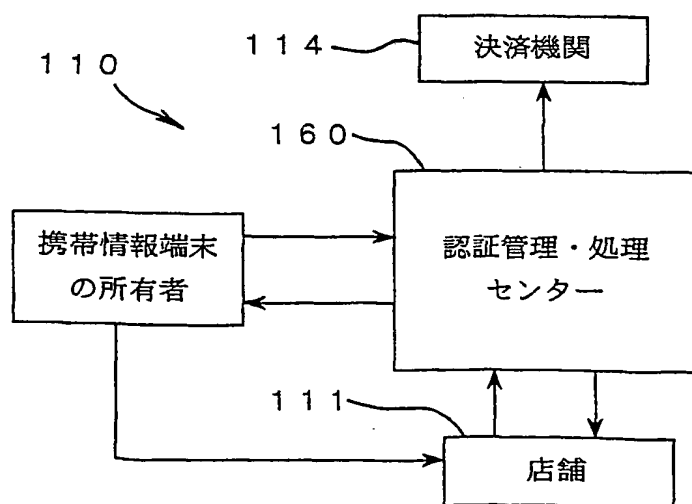 114
決済機関
110
160
携帯情報端末
の所有者
認証管理・処理
センター
111
店舗